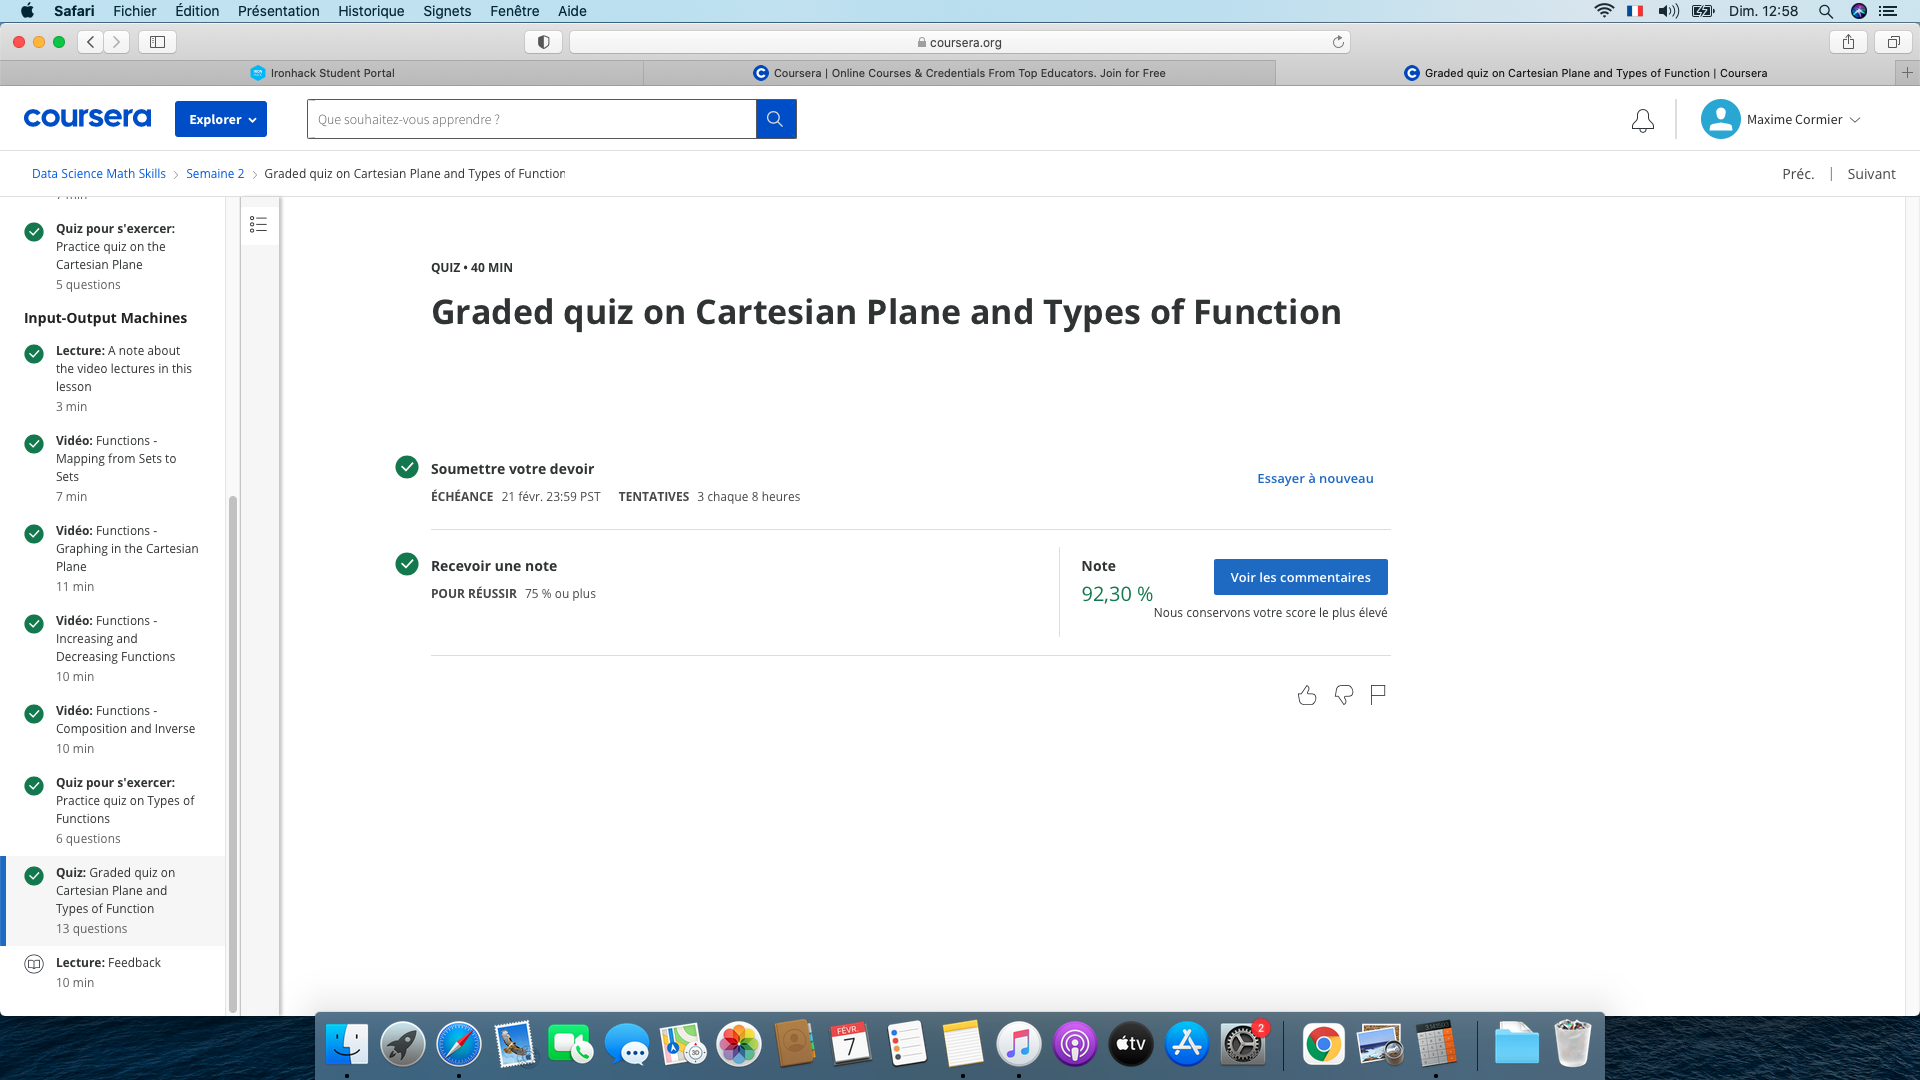 Safari Fichier Édition Présentation Historique Signets Fenêtre Aide Dim. 12:58
coursera.org
Ironhack Student Portal
Coursera | Online Courses & Credentials From Top Educators. Join for Free
Graded quiz on Cartesian Plane and Types of Function | Coursera
coursera Explorer Que souhaitez-vous apprendre ? Maxime Cormier
Data Science Math Skills Semaine 2 Graded quiz on Cartesian Plane and Types of Function Préc. Suivant
7 min
Quiz pour s'exercer:
Practice quiz on the
Cartesian Plane
5 questions
Input-Output Machines
Lecture: A note about
the video lectures in this
lesson
3 min
Vidéo: Functions -
Mapping from Sets to
Sets
7 min
Vidéo: Functions -
Graphing in the Cartesian
Plane
11 min
Vidéo: Functions -
Increasing and
Decreasing Functions
10 min
Vidéo: Functions -
Composition and Inverse
10 min
Quiz pour s'exercer:
Practice quiz on Types of
Functions
6 questions
Quiz: Graded quiz on
Cartesian Plane and
Types of Function
13 questions
Lecture: Feedback
10 min
QUIZ • 40 MIN
Graded quiz on Cartesian Plane and Types of Function
Soumettre votre devoir
ÉCHÉANCE 21 févr. 23:59 PST TENTATIVES 3 chaque 8 heures
Essayer à nouveau
Recevoir une note
POUR RÉUSSIR 75 % ou plus
Note
92,30 %
Voir les commentaires
Nous conservons votre score le plus élevé
FÉVR.
7
3D
tv
2